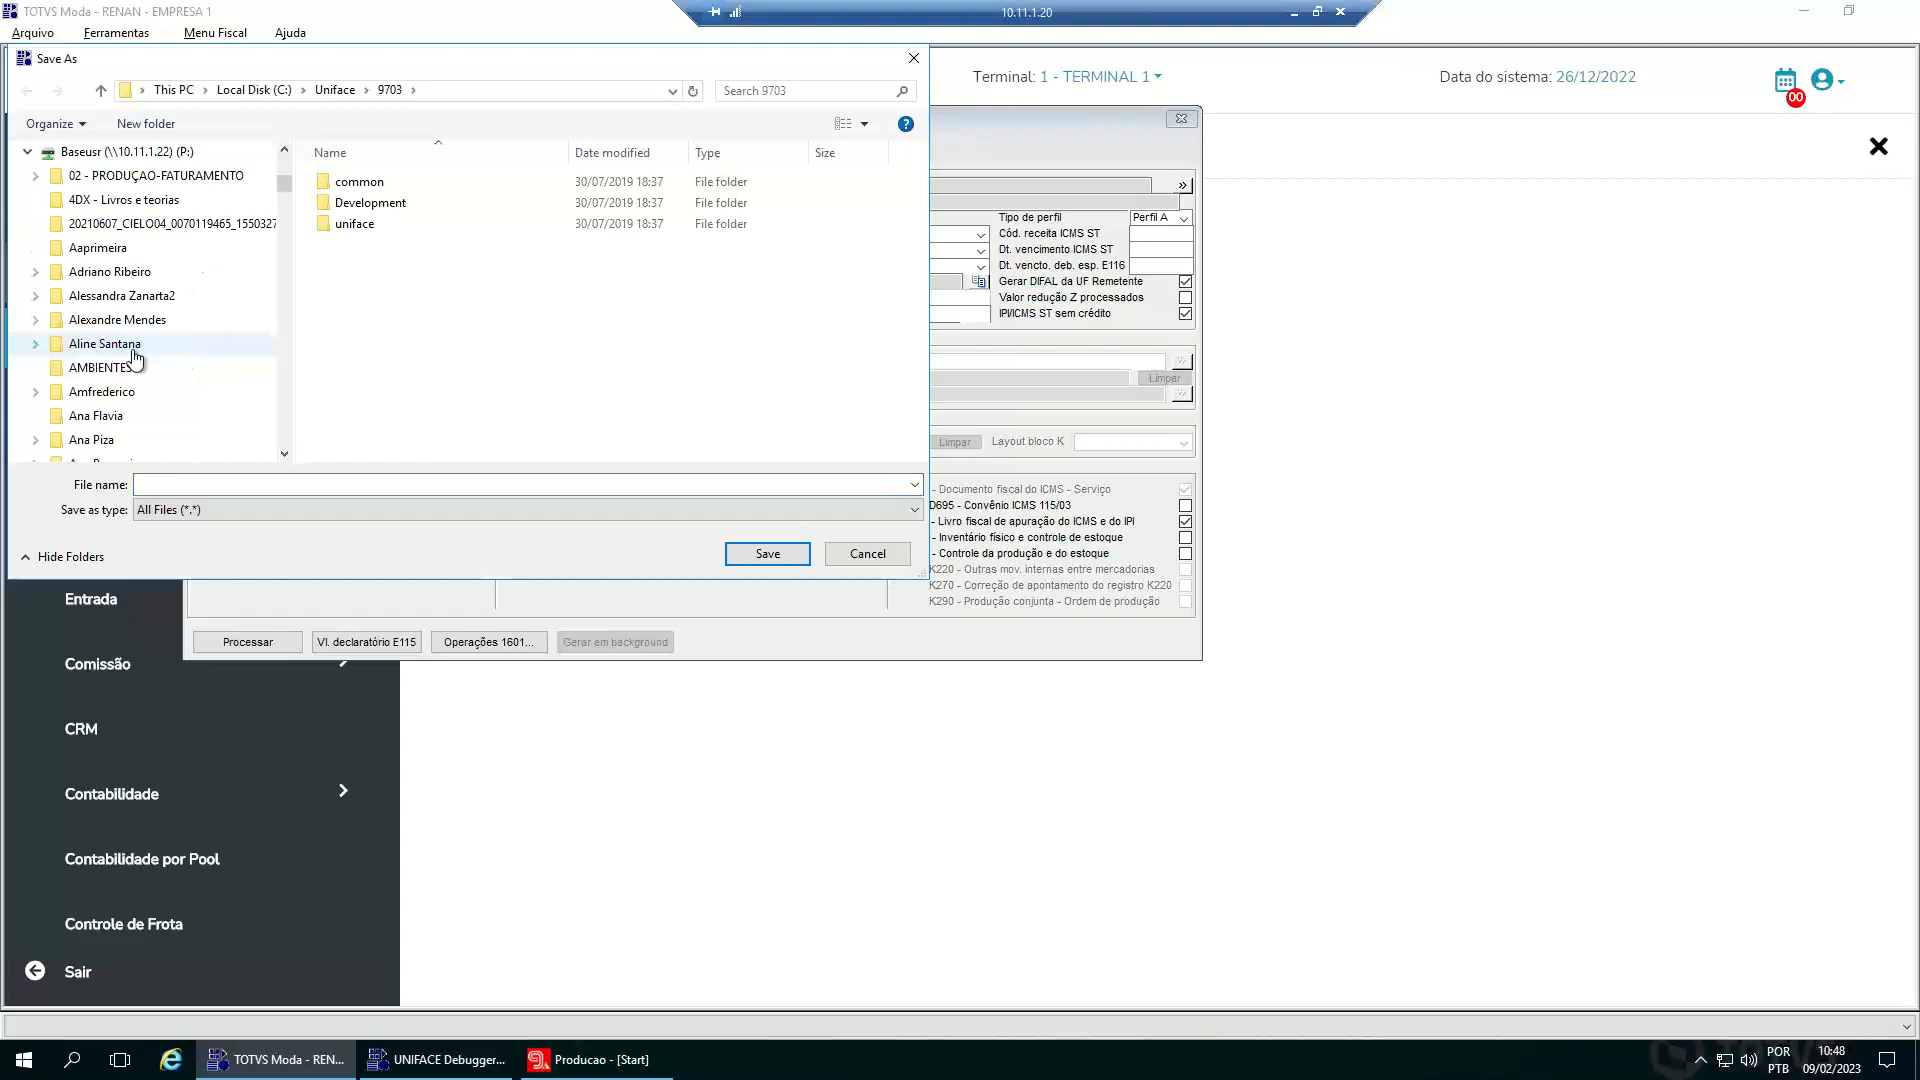 TOTVS Moda - RENAN - EMPRESA 1
10.11.1.20
Arquivo
Ferramentas
Menu Fiscal
Ajuda
Save As
Terminal: 1 - TERMINAL 1
Data do sistema: 26/12/2022
00
This PC
Local Disk (C:)
Uniface
9703
Search 9703
Organize
New folder
Baseusr (\\10.11.1.22) (P:)
02 - PRODUÇAO-FATURAMENTO
4DX - Livros e teorias
20210607_CIELO04_0070119465_1550327
Aaprimeira
Adriano Ribeiro
Alessandra Zanarta2
Alexandre Mendes
Aline Santana
AMBIENTES
Amfrederico
Ana Flavia
Ana Piza
Name
Date modified
Type
Size
common
30/07/2019 18:37
File folder
Development
30/07/2019 18:37
File folder
uniface
30/07/2019 18:37
File folder
File name:
Save as type:
All Files (*.*)
Hide Folders
Save
Cancel
Tipo de perfil
Perfil A
Cód. receita ICMS ST
Dt. vencimento ICMS ST
Dt. vencto. deb. esp. E116
Gerar DIFAL da UF Remetente
Valor redução Z processados
IPI/ICMS ST sem crédito
Limpar
Limpar
Layout bloco K
- Documento fiscal do ICMS - Serviço
D695 - Convênio ICMS 115/03
- Livro fiscal de apuração do ICMS e do IPI
- Inventário físico e controle de estoque
- Controle da produção e do estoque
K220 - Outras mov. internas entre mercadorias
K270 - Correção de apontamento do registro K220
K290 - Produção conjunta - Ordem de produção
Processar
Vl. declaratório E115
Operações 1601...
Gerar em background
Entrada
Comissão
CRM
Contabilidade
Contabilidade por Pool
Controle de Frota
Sair
TOTVS Moda - REN...
UNIFACE Debugger...
Producao - [Start]
POR
PTB
10:48
09/02/2023